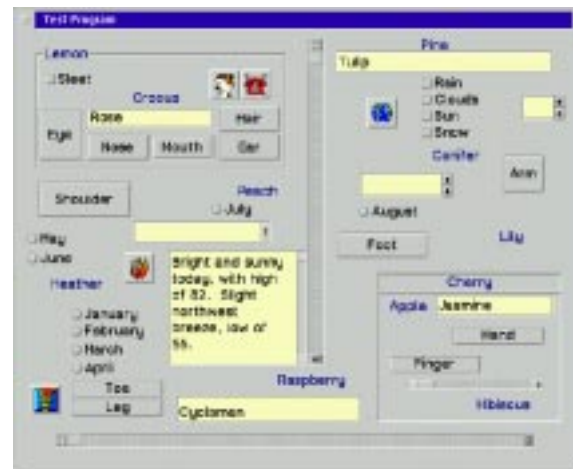 Test Program
Lemon
Sleet
Crocus
Rose
Hair
Eye
Nose
Mouth
Ear
Shoulder
Peach
July
May
June
Heather
Bright and sunny
today, with high
of 82. Slight
northwest
breeze, low of
55.
January
February
March
April
Toe
Leg
Raspberry
Cyclamen
Pine
Tulip
Rain
Clouds
Sun
Snow
Conifer
Arm
August
Foot
Lily
Cherry
Apple
Jasmine
Hand
Finger
Hibiscus